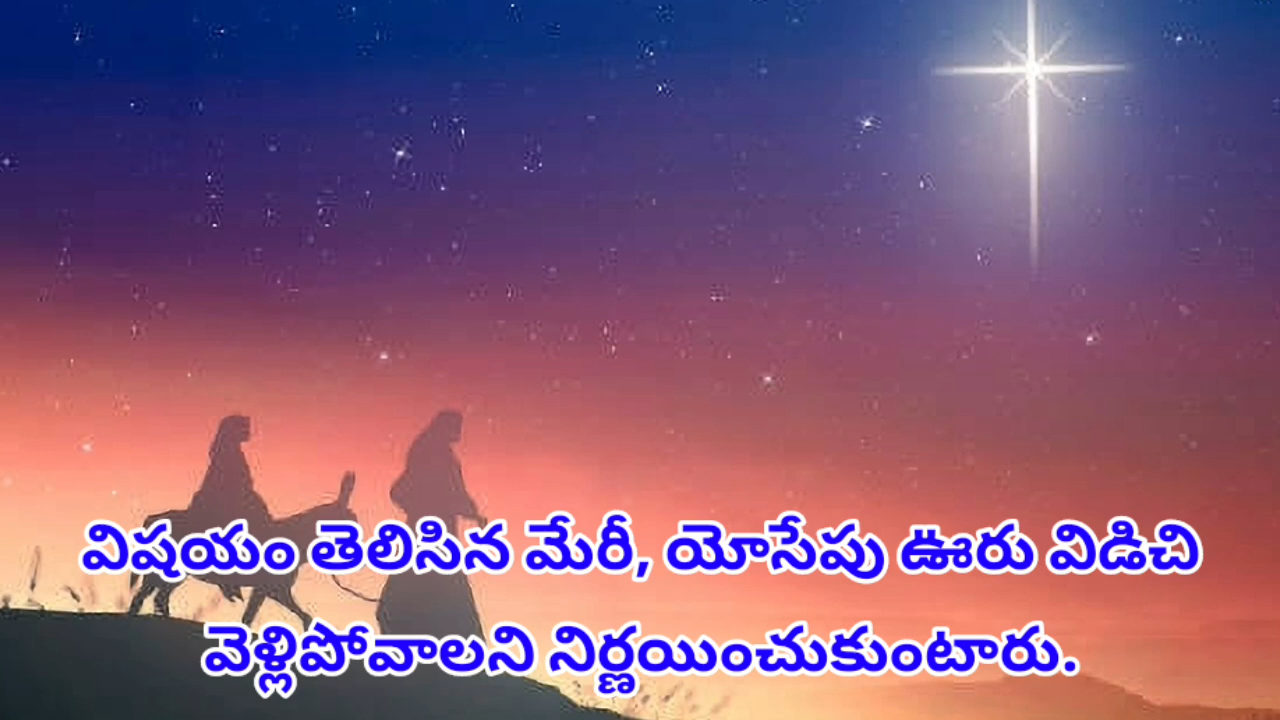 విషయం తెలిసిన మేరీ, యోసేపు ఊరు విడిచి
వెళ్లిపోవాలని నిర్ణయించుకుంటారు.